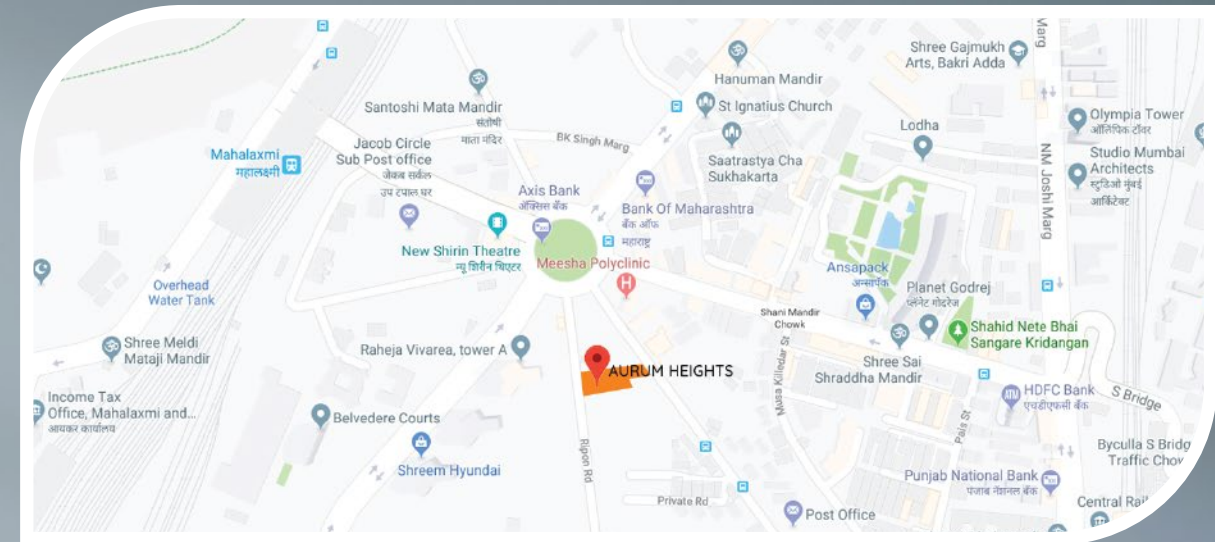 Marg
Shree Gajmukh
Arts, Bakri Adda
Hanuman Mandir
Santoshi Mata Mandir
संतोषी
माता मंदिर
St Ignatius Church
Olympia Tower
ऑलिंपिक टॉवर
Lodha
BK Singh Marg
Jacob Circle
Sub Post office
जेकब सर्कल
उप टपाल घर
Mahalaxmi
महालक्ष्मी
Saatrastya Cha
Sukhakarta
NM Joshi Marg
Studio Mumbai
Architects
स्टुडिओ मुंबई
आर्किटेक्ट
Axis Bank
ॲक्सिस बँक
Bank Of Maharashtra
बँक ऑफ
महाराष्ट्र
New Shirin Theatre
न्यू शिरीन थिएटर
Meesha Polyclinic
Ansapack
अन्सापॅक
Overhead
Water Tank
Planet Godrej
प्लॅनेट गोदरेज
Shani Mandir
Chowk
Shahid Nete Bhai
Sangare Kridangan
Shree Meldi
Mataji Mandir
Raheja Vivarea, tower A
AURUM HEIGHTS
Musa Killedar St
Shree Sai
Shraddha Mandir
HDFC Bank
एचडीएफसी बँक
S Bridge
Income Tax
Office, Mahalaxmi and...
आयकर कार्यालय
Belvedere Courts
Pais St
Shreem Hyundai
Ripon Rd
Byculla S Bridg
Traffic Chow
Punjab National Bank
पंजाब नॅशनल बँक
Private Rd
Post Office
Central Rail